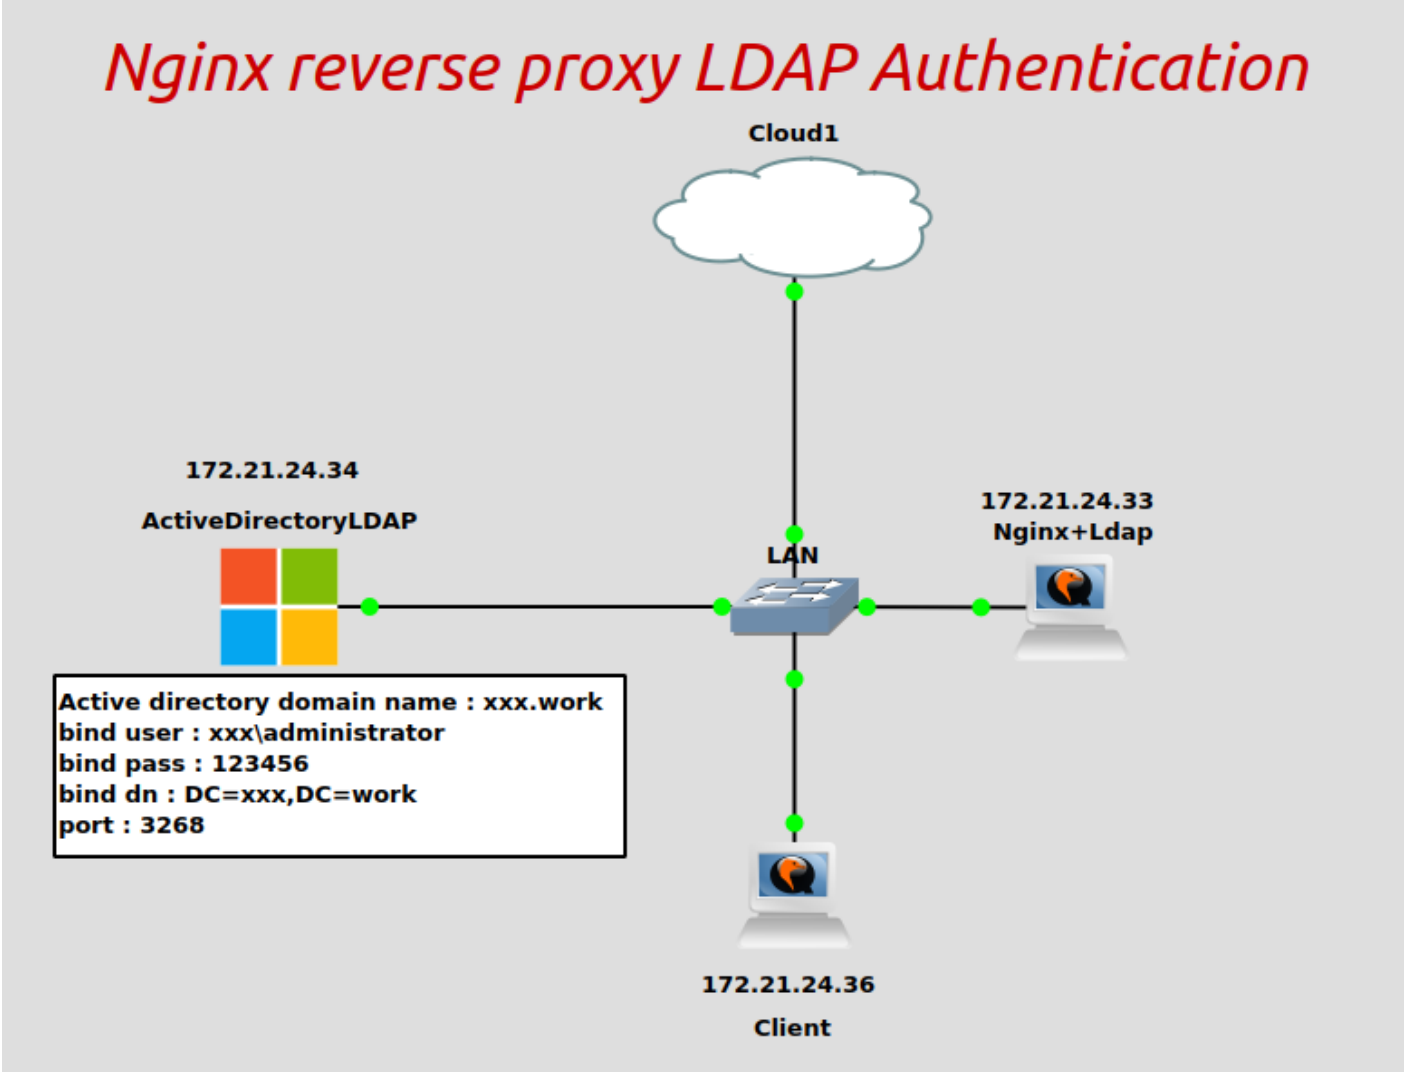 Nginx reverse proxy LDAP Authentication
Cloud1
172.21.24.34
ActiveDirectoryLDAP
172.21.24.33
Nginx+Ldap
LAN
Active directory domain name : xxx.work
bind user : xxx\administrator
bind pass : 123456
bind dn : DC=xxx,DC=work
port : 3268
172.21.24.36
Client